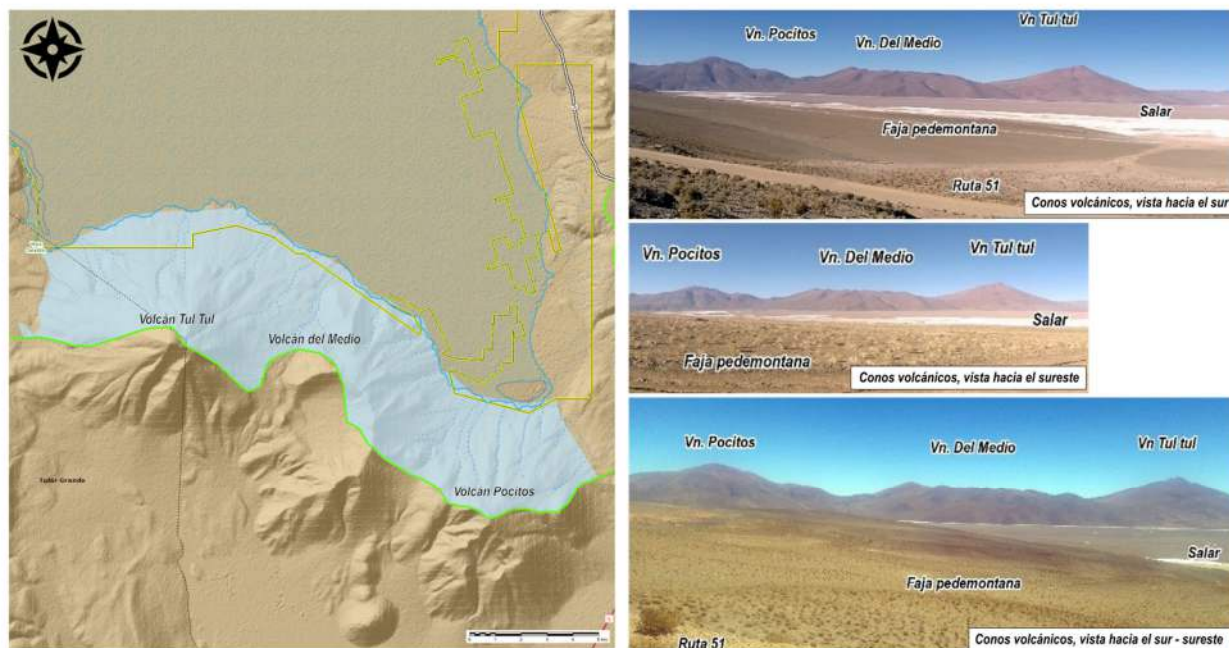 Volcán Tul Tul
Volcán del Medio
Volcán Pocitos
Tolar Grande
Vn. Pocitos
Vn. Del Medio
Vn Tul tul
Salar
Faja pedemontana
Ruta 51
Conos volcánicos, vista hacia el sur
Vn. Pocitos
Vn. Del Medio
Vn Tul tul
Salar
Faja pedemontana
Conos volcánicos, vista hacia el sureste
Vn. Pocitos
Vn. Del Medio
Vn Tul tul
Salar
Faja pedemontana
Ruta 51
Conos volcánicos, vista hacia el sur - sureste